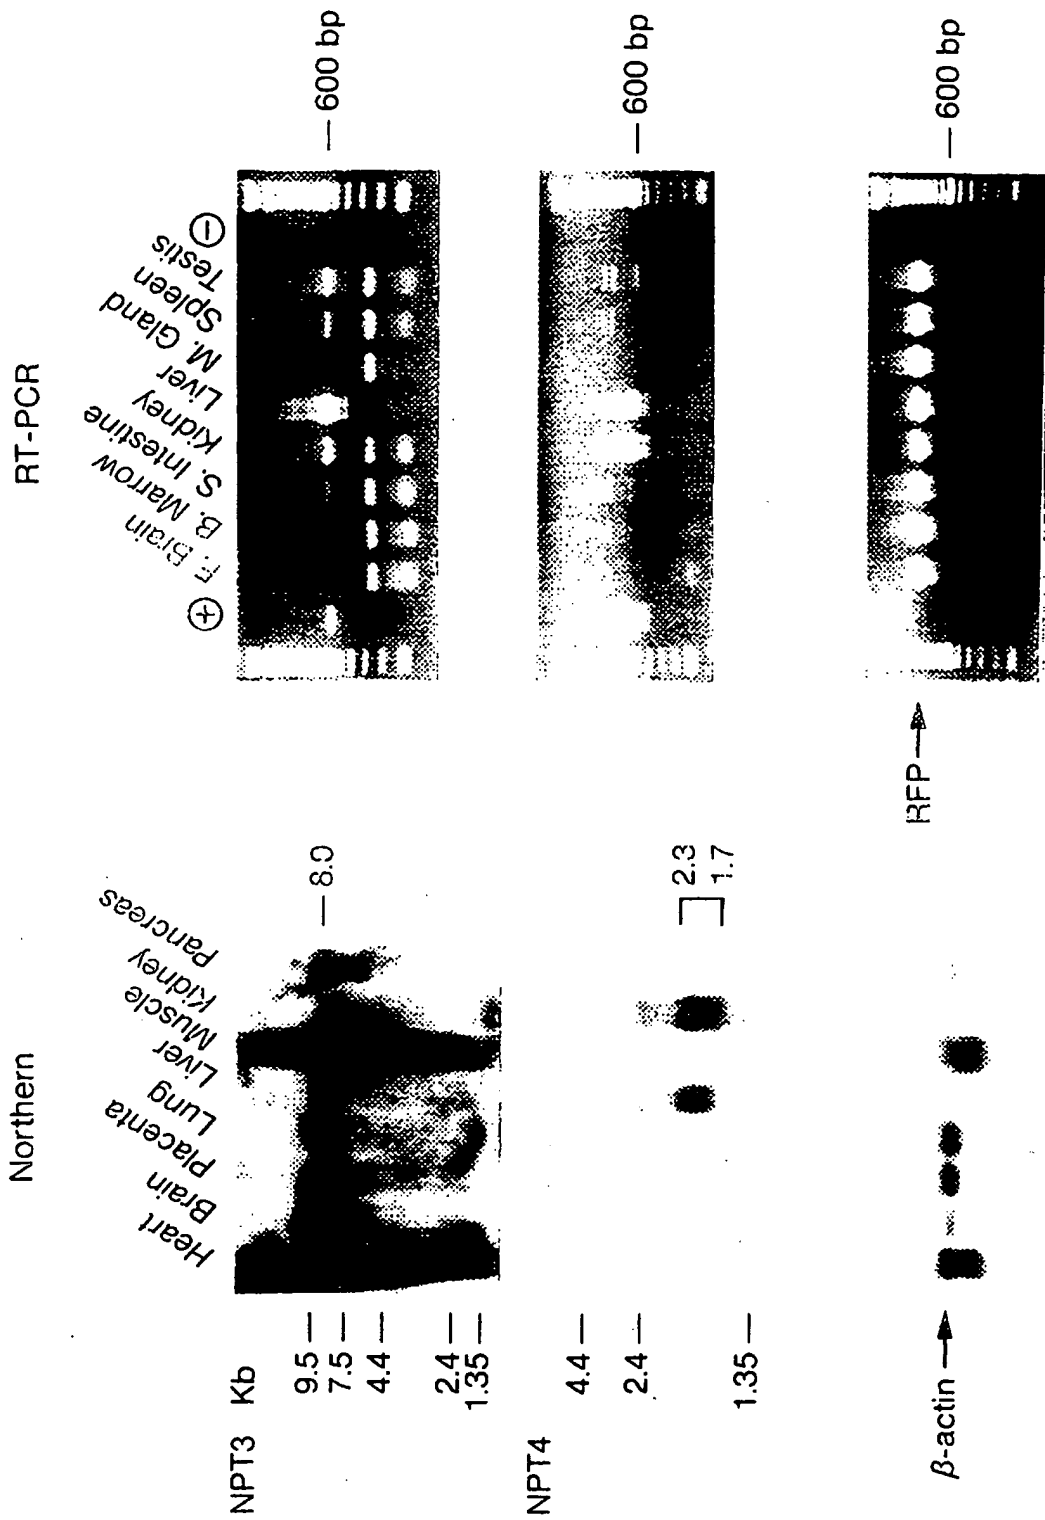 Northern
Heart
Brain
Placenta
Lung
Liver
Muscle
Kidney
Pancreas
NPT3
Kb
9.5
7.5
4.4
2.4
1.35
8.0
NPT4
4.4
2.4
1.35
2.3
1.7
β-actin
RT-PCR
+
F. Brain
B. Marrow
S. Intestine
Kidney
Liver
M. Gland
Spleen
Testis
−
600 bp
600 bp
RFP
600 bp